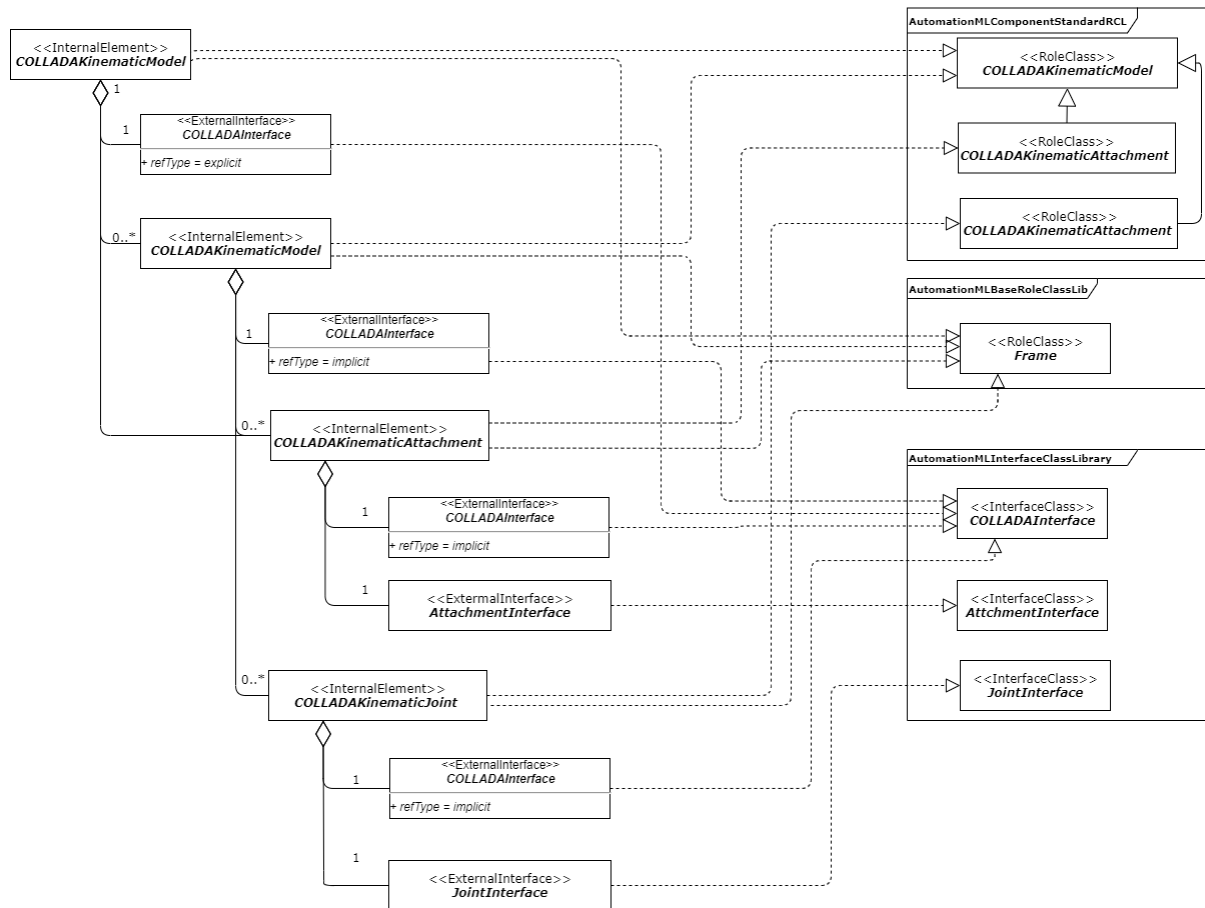 AutomationMLComponentStandardRCL
<<InternalElement>>
COLLADAKinematicModel
<<RoleClass>>
COLLADAKinematicModel
1
1
<<ExternalInterface>>
COLLADAInterface
+ refType = explicit
<<RoleClass>>
COLLADAKinematicAttachment
<<RoleClass>>
COLLADAKinematicAttachment
0..*
<<InternalElement>>
COLLADAKinematicModel
AutomationMLBaseRoleClassLib
1
<<ExternalInterface>>
COLLADAInterface
+ refType = implicit
<<RoleClass>>
Frame
0..*
<<InternalElement>>
COLLADAKinematicAttachment
AutomationMLInterfaceClassLibrary
1
<<ExternalInterface>>
COLLADAInterface
+ refType = implicit
<<InterfaceClass>>
COLLADAInterface
1
<<ExtermalInterface>>
AttachmentInterface
<<InterfaceClass>>
AttchmentInterface
0..*
<<InternalElement>>
COLLADAKinematicJoint
<<InterfaceClass>>
JointInterface
1
<<ExternalInterface>>
COLLADAInterface
+ refType = implicit
1
<<ExternalInterface>>
JointInterface